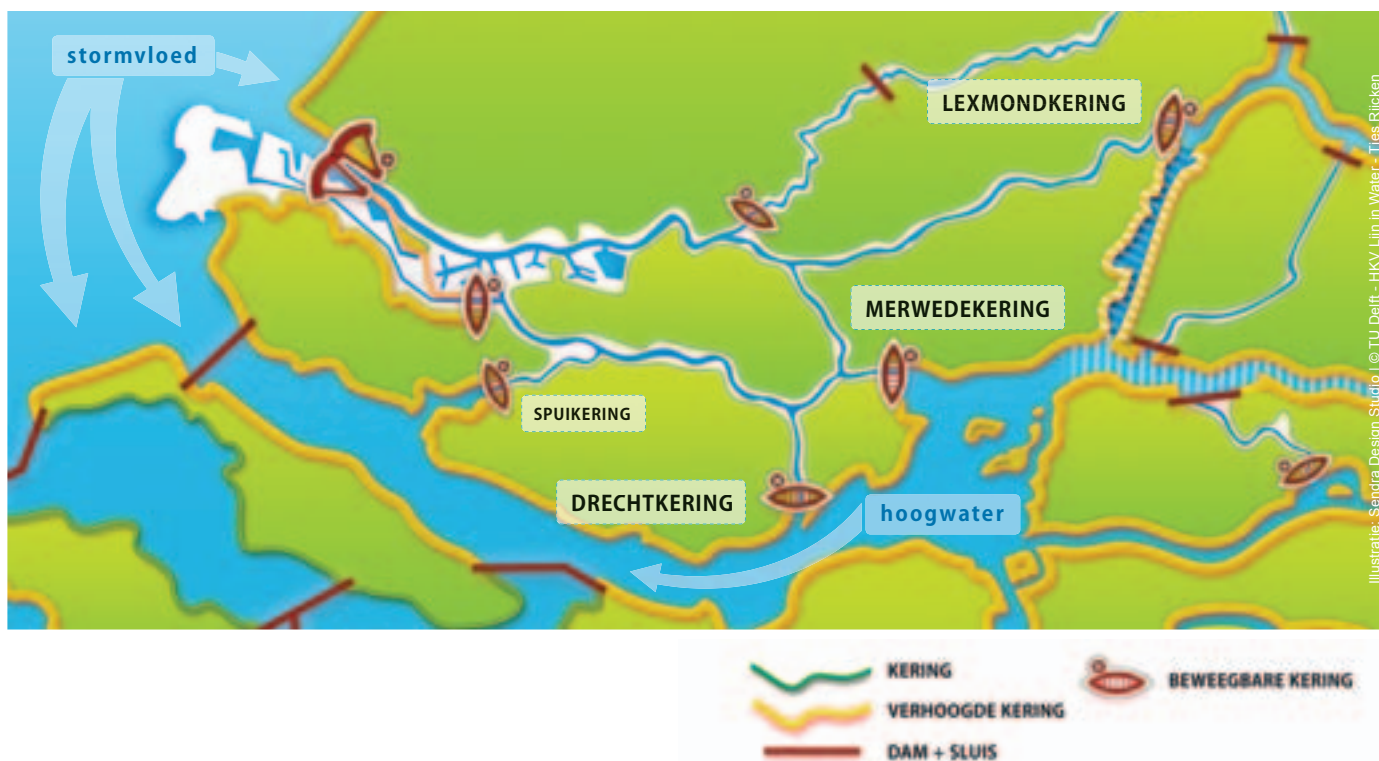 stormvloed
LEXMONDKERING
MERWEDEKERING
SPUIKERING
DRECHTKERING
hoogwater
Illustratie: Sendra Design Studio | © TU Delft - HKV Lijn in Water - Ties Rijcken
KERING
VERHOOGDE KERING
DAM + SLUIS
BEWEEGBARE KERING